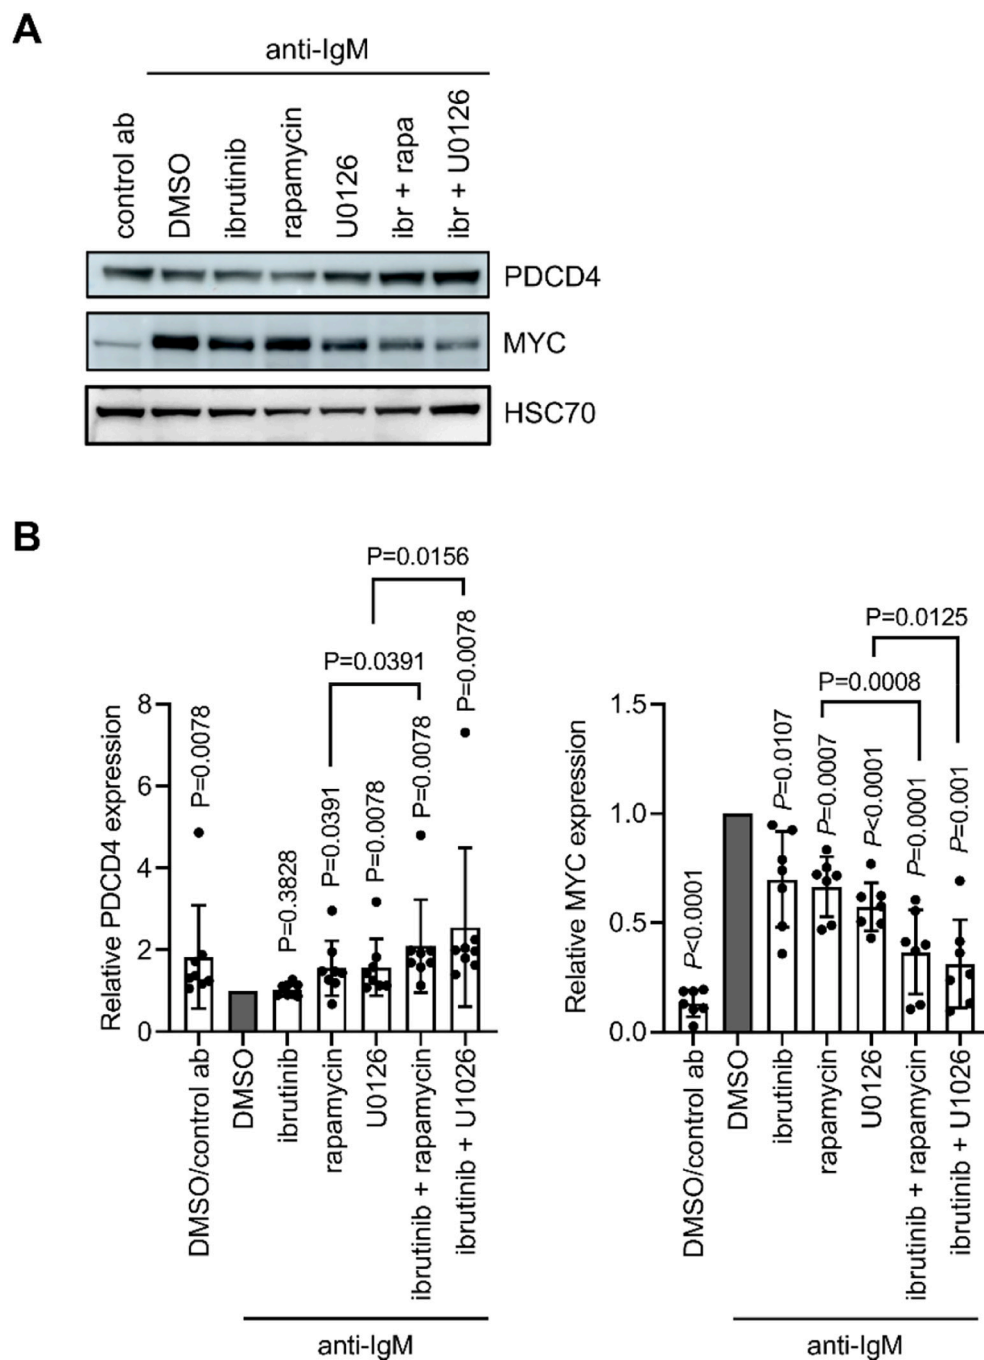 A
anti-IgM
control ab
DMSO
ibrutinib
rapamycin
U0126
ibr + rapa
ibr + U0126
PDCD4
MYC
HSC70
B
P=0.0156
P=0.0391
P=0.0078
P=0.3828
P=0.0391
P=0.0078
P=0.0078
P=0.0078
Relative PDCD4 expression
8
6
4
2
0
DMSO/control ab
DMSO
ibrutinib
rapamycin
U0126
ibrutinib + rapamycin
ibrutinib + U1026
anti-IgM
P=0.0125
P=0.0008
P<0.0001
P=0.0107
P=0.0007
P<0.0001
P=0.0001
P=0.001
Relative MYC expression
1.5
1.0
0.5
0.0
DMSO/control ab
DMSO
ibrutinib
rapamycin
U0126
ibrutinib + rapamycin
ibrutinib + U1026
anti-IgM